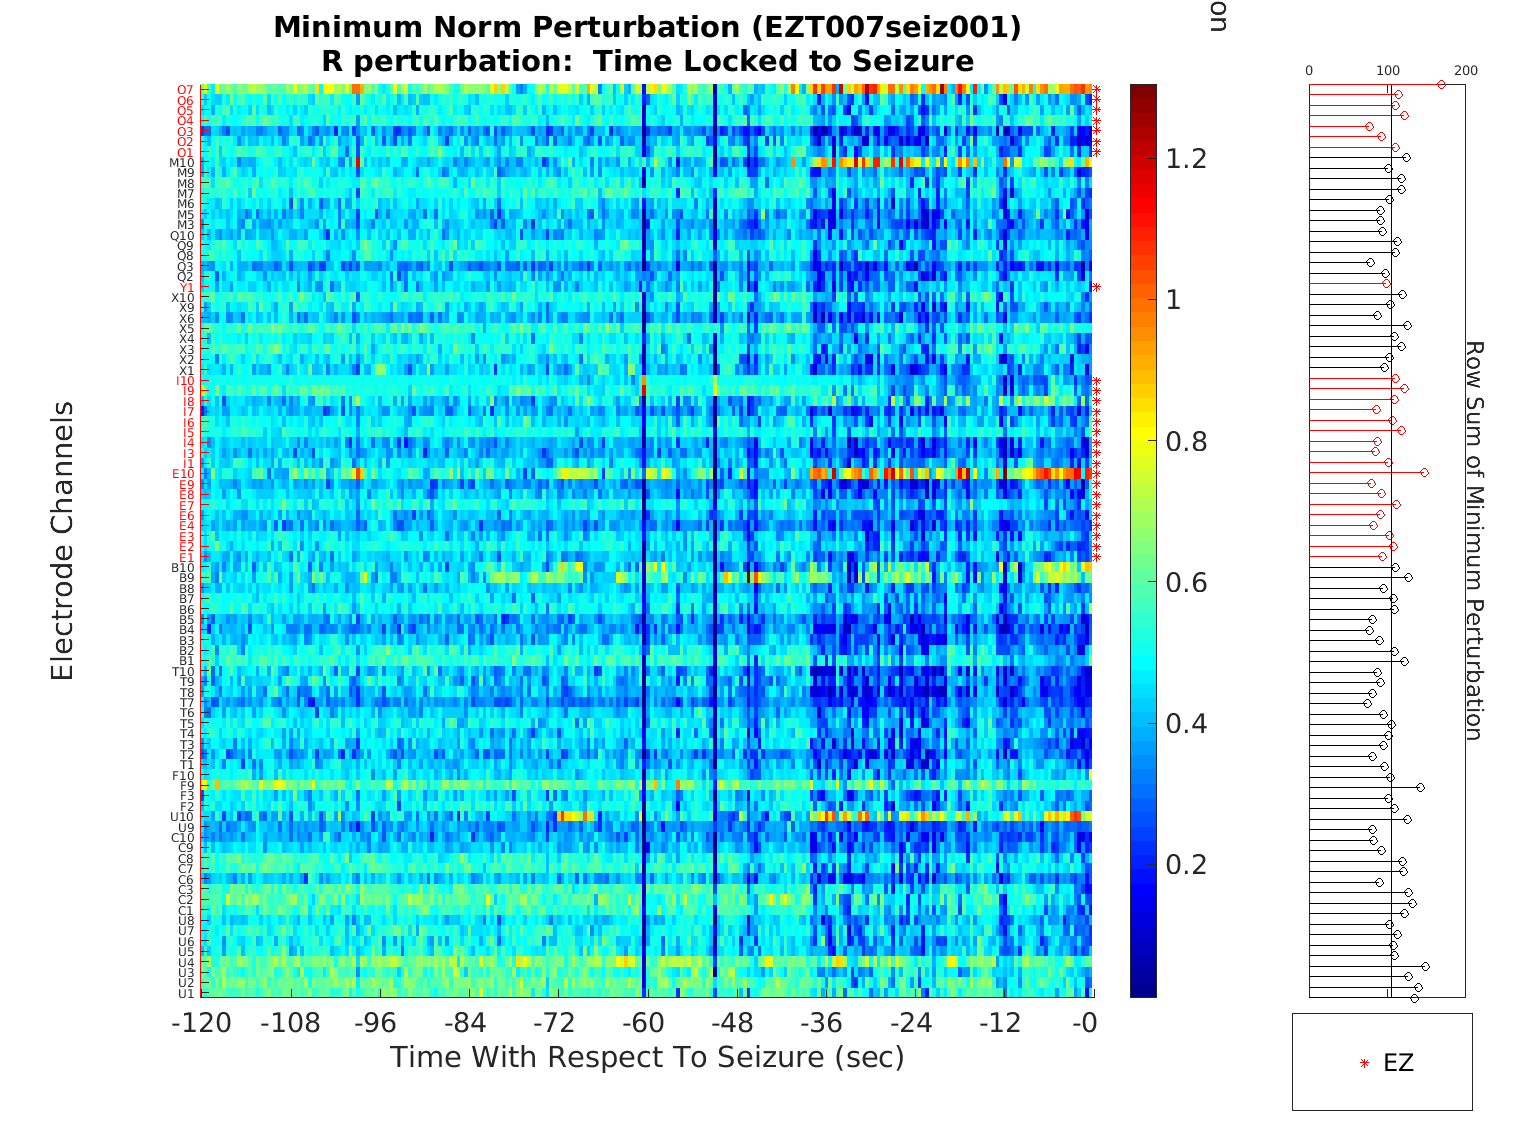 Minimum Norm Perturbation (EZT007seiz001)
R perturbation: Time Locked to Seizure
on
Electrode Channels
O7
O6
O5
O4
O3
O2
O1
M10
M9
M8
M7
M6
M5
M3
Q10
Q9
Q8
Q3
Q2
Y1
X10
X9
X6
X5
X4
X3
X2
X1
I10
I9
I8
I7
I6
I5
I4
I3
I1
E10
E9
E8
E7
E6
E4
E3
E2
E1
B10
B9
B8
B7
B6
B5
B4
B3
B2
B1
T10
T9
T8
T7
T6
T5
T4
T3
T2
T1
F10
F9
F3
F2
U10
U9
C10
C9
C8
C7
C6
C3
C2
C1
U8
U7
U6
U5
U4
U3
U2
U1
-120 -108 -96 -84 -72 -60 -48 -36 -24 -12 -0
Time With Respect To Seizure (sec)
1.2
1
0.8
0.6
0.4
0.2
0 100 200
Row Sum of Minimum Perturbation
EZ